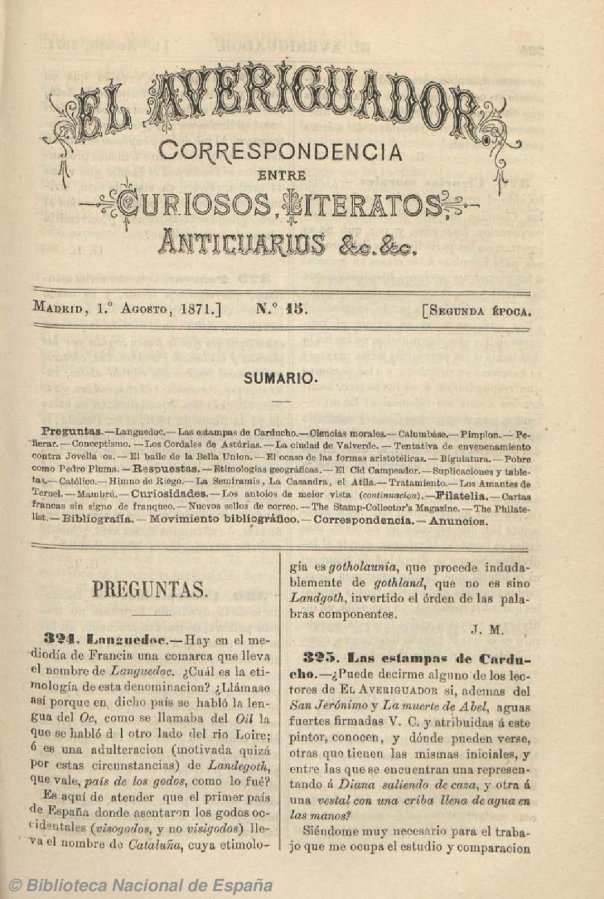 EL AVERIGUADOR.
CORRESPONDENCIA
ENTRE
CURIOSOS, LITERATOS,
ANTICUARIOS &c. &c.
MADRID, 1.° AGOSTO, 1871.] N.° 15. [SEGUNDA ÉPOCA.
SUMARIO.
Preguntas.—Languedoc.—Las estampas de Carducho.—Ciencias morales.—Calumbáse.—Pimplon.—Pe-
ñerar.—Conceptismo.—Los Cordales de Astúrias.—La ciudad de Valverde.—Tentativa de envenenamiento
contra Jovella os.—El baile de la Bella Union.—El ocaso de las formas aristotélicas.—Bigniatura.—Pobre
como Pedro Pluma.—Respuestas.—Etimologías geográficas.—El Cid Campeador.—Suplicaciones y table-
tas.—Católico.—Himno de Riego.—La Semiramis, La Casandra, el Atila.—Tratamiento.—Los Amantes de
Teruel.—Mambrú.—Curiosidades.—Los antoios de meior vista (continuacion).—Filatelia.—Cartas
francas sin signo de franqueo.—Nuevos sellos de correo.—The Stamp-Collector's Magazine.—The Philate-
list.—Bibliografía.—Movimiento bibliográfico.—Correspondencia.—Anuncios.
PREGUNTAS.
324. Languedoc.—Hay en el me-
diodía de Francia una comarca que lleva
el nombre de Languedoc. ¿Cuál es la eti-
mología de esta denominacion? ¿Llámase
así porque en dicho país se habló la len-
gua del Oc, como se llamaba del Oil la
que se habló d l otro lado del rio Loire;
ó es una adulteracion (motivada quizá
por estas circunstancias) de Landegoth,
que vale, país de los godos, como lo fué?
Es aquí de atender que el primer país
de España donde asentaron los godos oc-
cidentales (visogodos, y no visigodos) lle-
va el nombre de Cataluña, cuya etimolo-
gía es gotholaunia, que procede induda-
blemente de gothland, que no es sino
Landgoth, invertido el órden de las pala-
bras componentes.
J. M.
325. Las estampas de Cardu-
cho.—¿Puede decirme alguno de los lec-
tores de EL AVERIGUADOR si, ademas del
San Jerónimo y La muerte de Abel, aguas
fuertes firmadas V. C. y atribuidas á este
pintor, conocen, y dónde pueden verse,
otras que tienen las mismas iniciales, y
entre las que se encuentran una represen-
tando á Diana saliendo de caza, y otra á
una vestal con una criba llena de agua en
las manos?
Siéndome muy necesario para el traba-
jo que me ocupa el estudio y comparacion
© Biblioteca Nacional de España